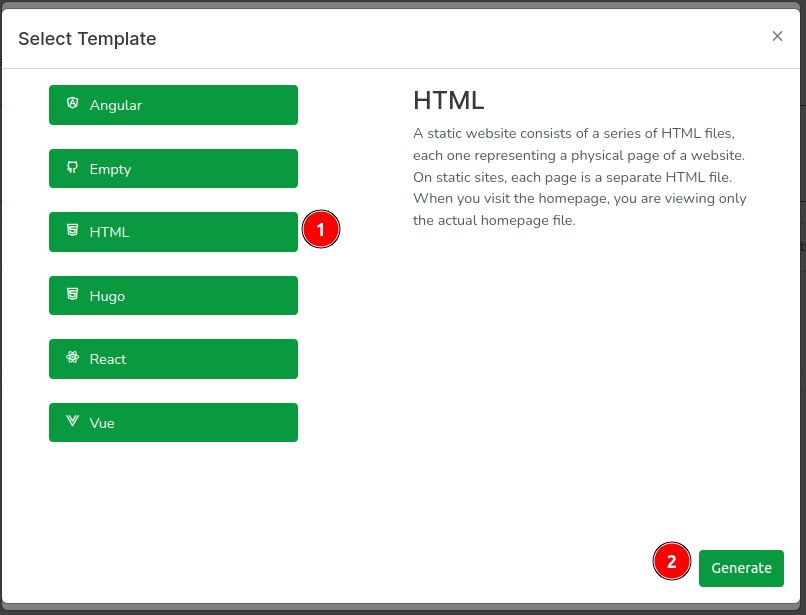 Select Template
×
Angular
Empty
HTML
1
Hugo
React
Vue
HTML
A static website consists of a series of HTML files,
each one representing a physical page of a website.
On static sites, each page is a separate HTML file.
When you visit the homepage, you are viewing only
the actual homepage file.
2
Generate